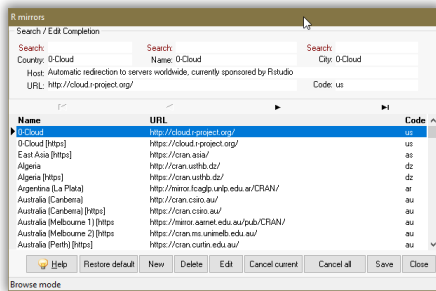 R mirrors
Search / Edit Completion
Search: Search: Search:
Country: 0-Cloud Name: 0-Cloud City: 0-Cloud
Host: Automatic redirection to servers worldwide, currently sponsored by Rstudio
URL: http://cloud.r-project.org/ Code: us
Name URL Code
0-Cloud http://cloud.r-project.org/ us
0-Cloud [https] https://cloud.r-project.org/ us
East Asia [https] https://cran.asia/ as
Algeria http://cran.usthb.dz/ dz
Algeria [https] https://cran.usthb.dz/ dz
Argentina (La Plata) http://mirror.fcaglp.unlp.edu.ar/CRAN/ ar
Australia (Canberra) http://cran.csiro.au/ au
Australia (Canberra) [https] https://cran.csiro.au/ au
Australia (Melbourne 1) [https https://mirror.aarnet.edu.au/pub/CRAN/ au
Australia (Melbourne 2) [https https://cran.ms.unimelb.edu.au/ au
Australia (Perth) [https] https://cran.curtin.edu.au/ au
Help Restore default New Delete Edit Cancel current Cancel all Save Close
Browse mode